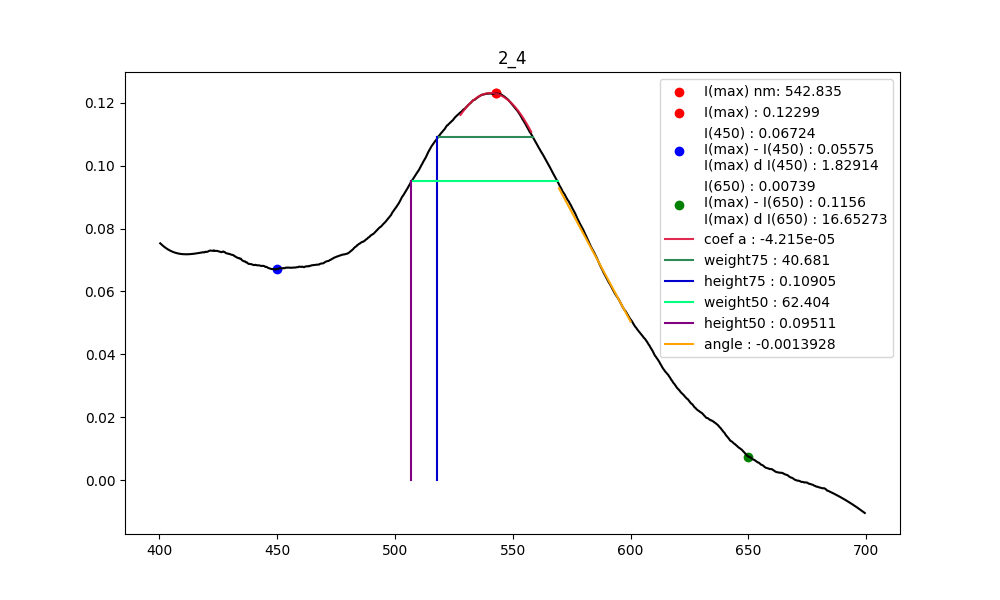 2_4
I(max) nm: 542.835
I(max) : 0.12299
I(450) : 0.06724
I(max) - I(450) : 0.05575
I(max) d I(450) : 1.82914
I(650) : 0.00739
I(max) - I(650) : 0.1156
I(max) d I(650) : 16.65273
coef a : -4.215e-05
weight75 : 40.681
height75 : 0.10905
weight50 : 62.404
height50 : 0.09511
angle : -0.0013928
0.12
0.10
0.08
0.06
0.04
0.02
0.00
400 450 500 550 600 650 700